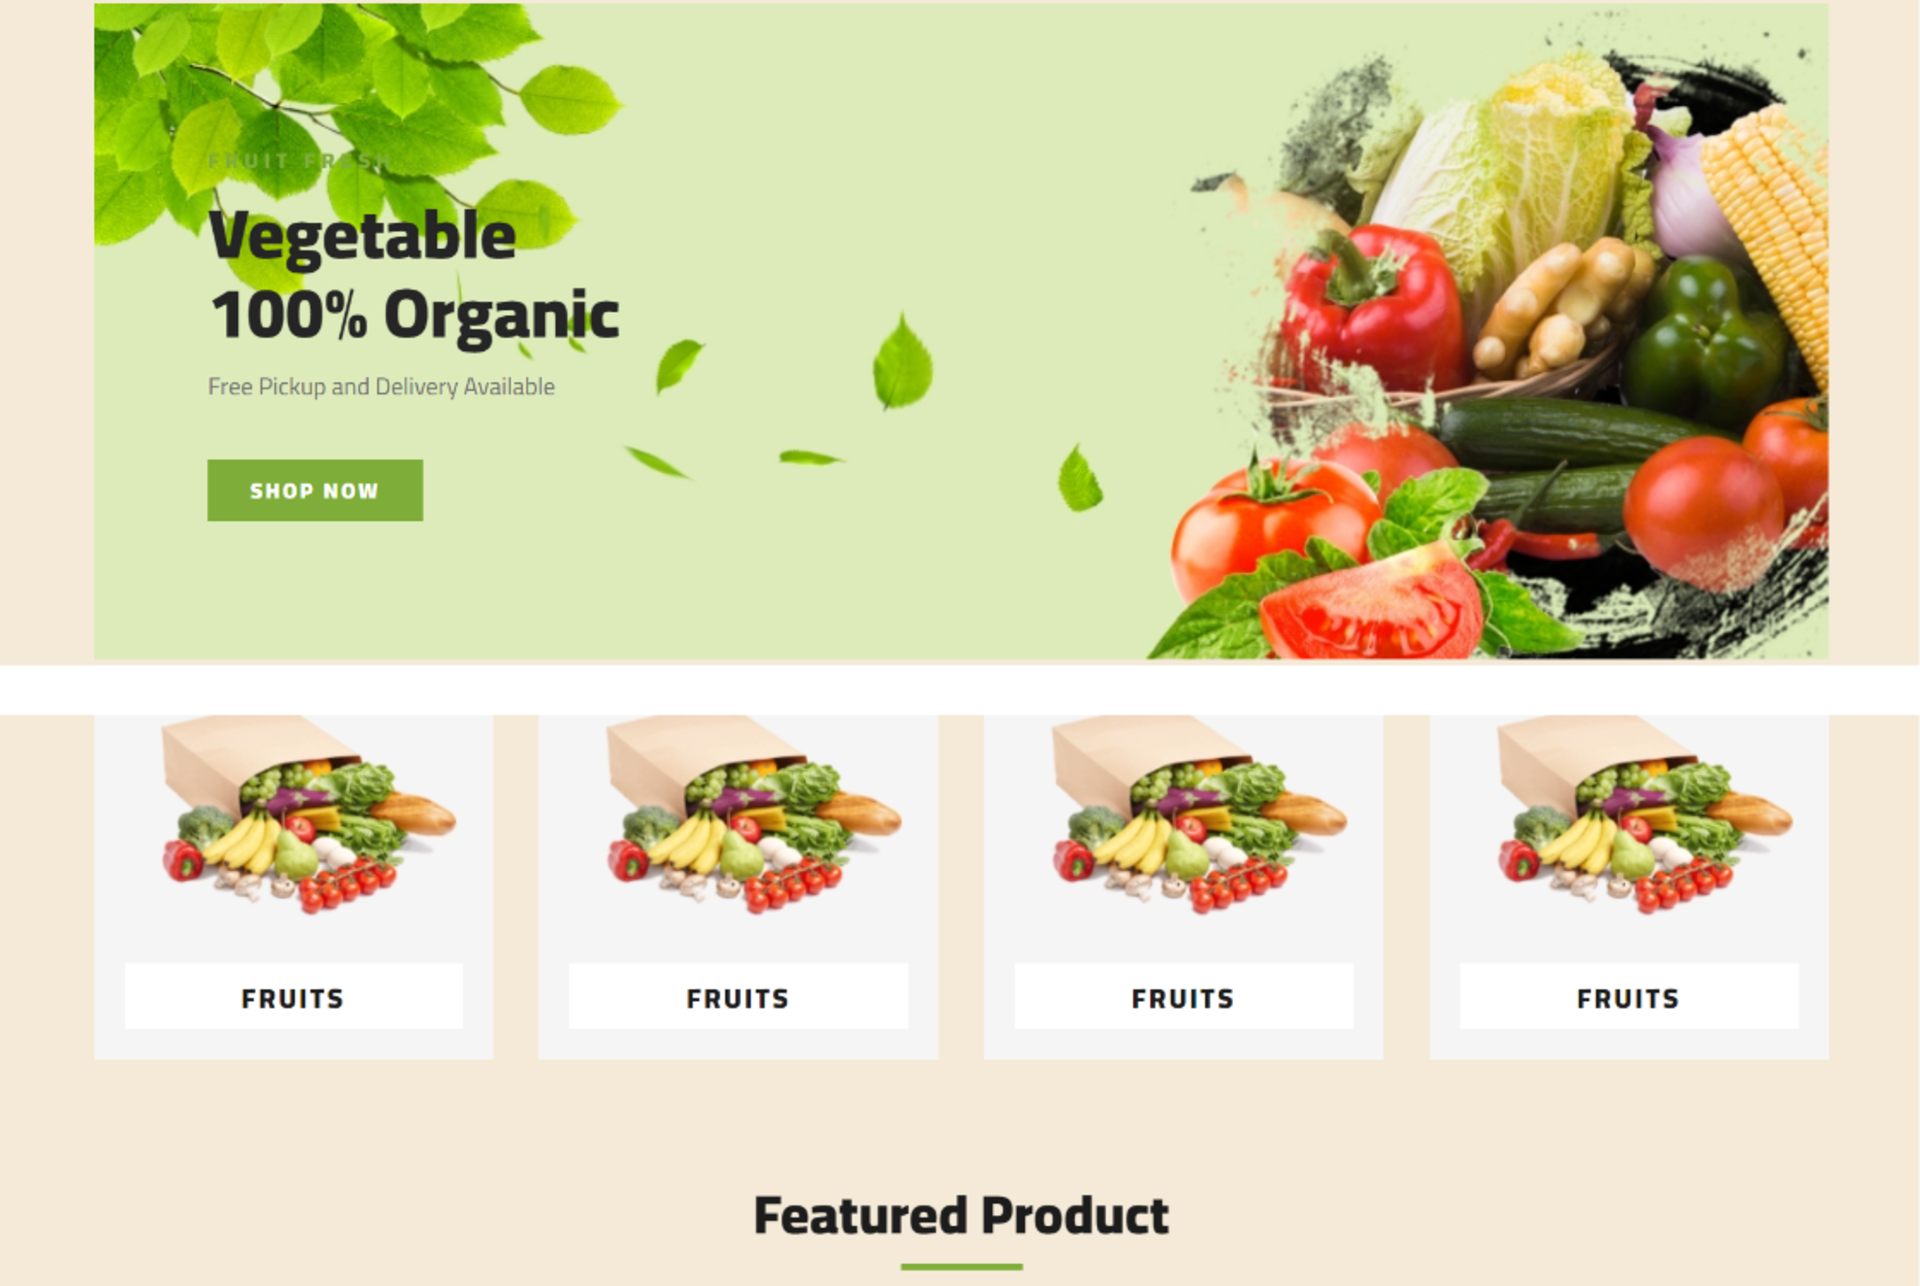 FRUIT FRESH
Vegetable
100% Organic
Free Pickup and Delivery Available
SHOP NOW
FRUITS
FRUITS
FRUITS
FRUITS
Featured Product